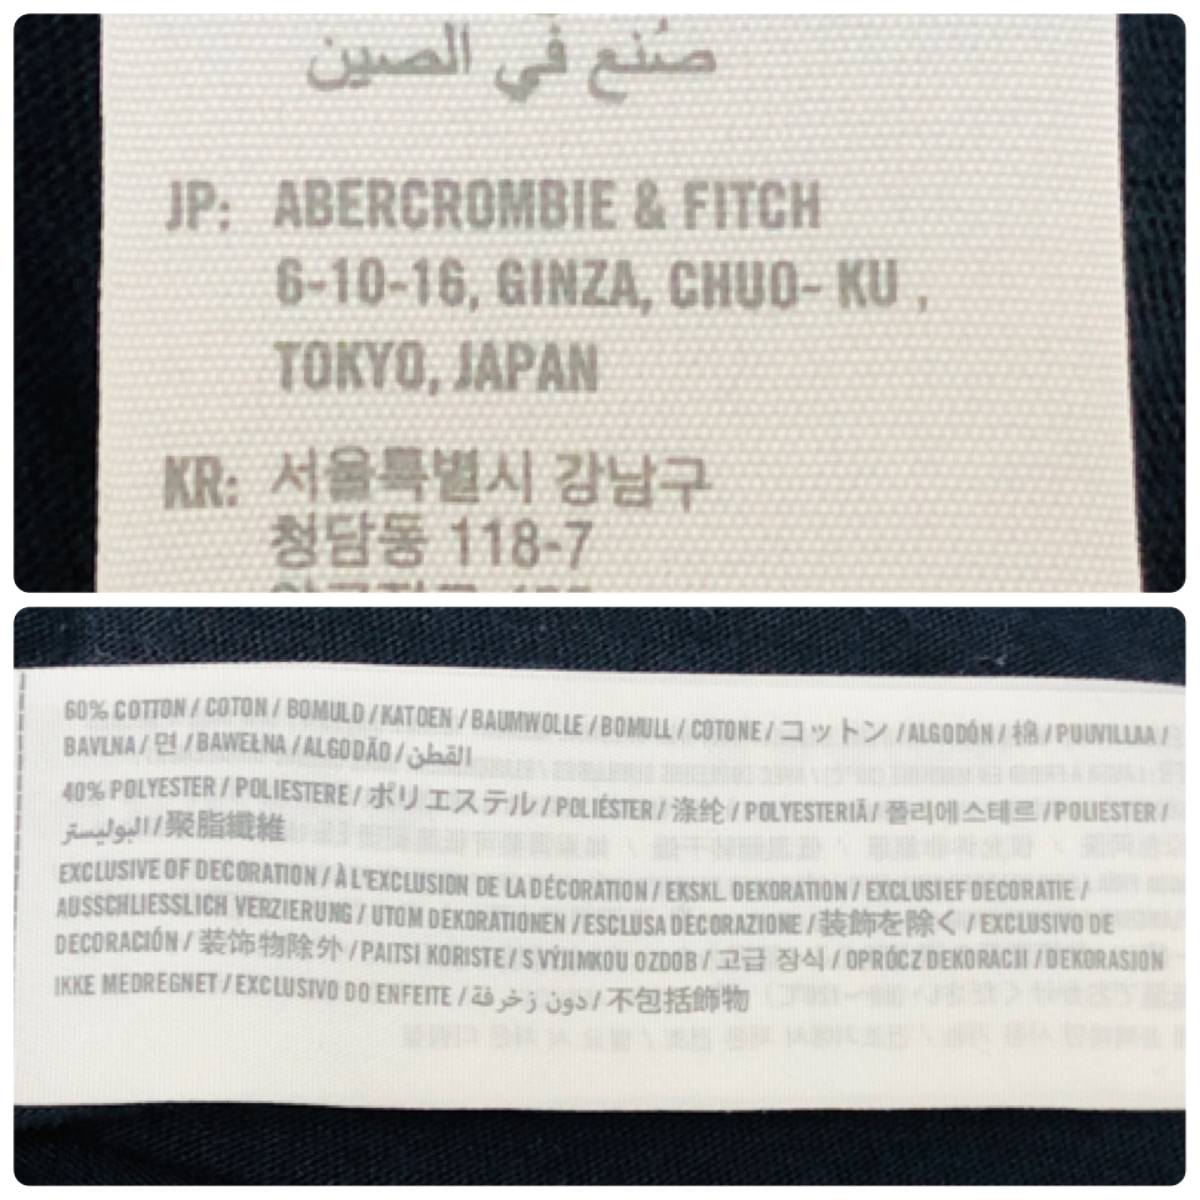 صُنع في الصين
JP: ABERCROMBIE & FITCH
6-10-16, GINZA, CHUO- KU ,
TOKYO, JAPAN
KR: 서울특별시 강남구
청담동 118-7
60% COTTON / COTON / BOMULD / KATOEN / BAUMWOLLE / BOMULL / COTONE / コットン / ALGODÓN / 棉 / PUUVILLAA /
BAVLNA / 면 / BAWEŁNA / ALGODÃO / القطن
40% POLYESTER / POLIESTERE / ポリエステル / POLIÉSTER / 涤纶 / POLYESTERIÄ / 폴리에스테르 / POLIESTER /
البوليستر / 聚脂纖維
EXCLUSIVE OF DECORATION / À L'EXCLUSION DE LA DÉCORATION / EKSKL. DEKORATION / EXCLUSIEF DECORATIE /
AUSSCHLIESSLICH VERZIERUNG / UTOM DEKORATIONEN / ESCLUSA DECORAZIONE / 装飾を除く / EXCLUSIVO DE
DECORACIÓN / 装饰物除外 / PAITSI KORISTE / S VÝJIMKOU OZDOB / 고급 장식 / OPRÓCZ DEKORACJI / DEKORASJON
IKKE MEDREGNET / EXCLUSIVO DO ENFEITE / دون زخرفة / 不包括飾物